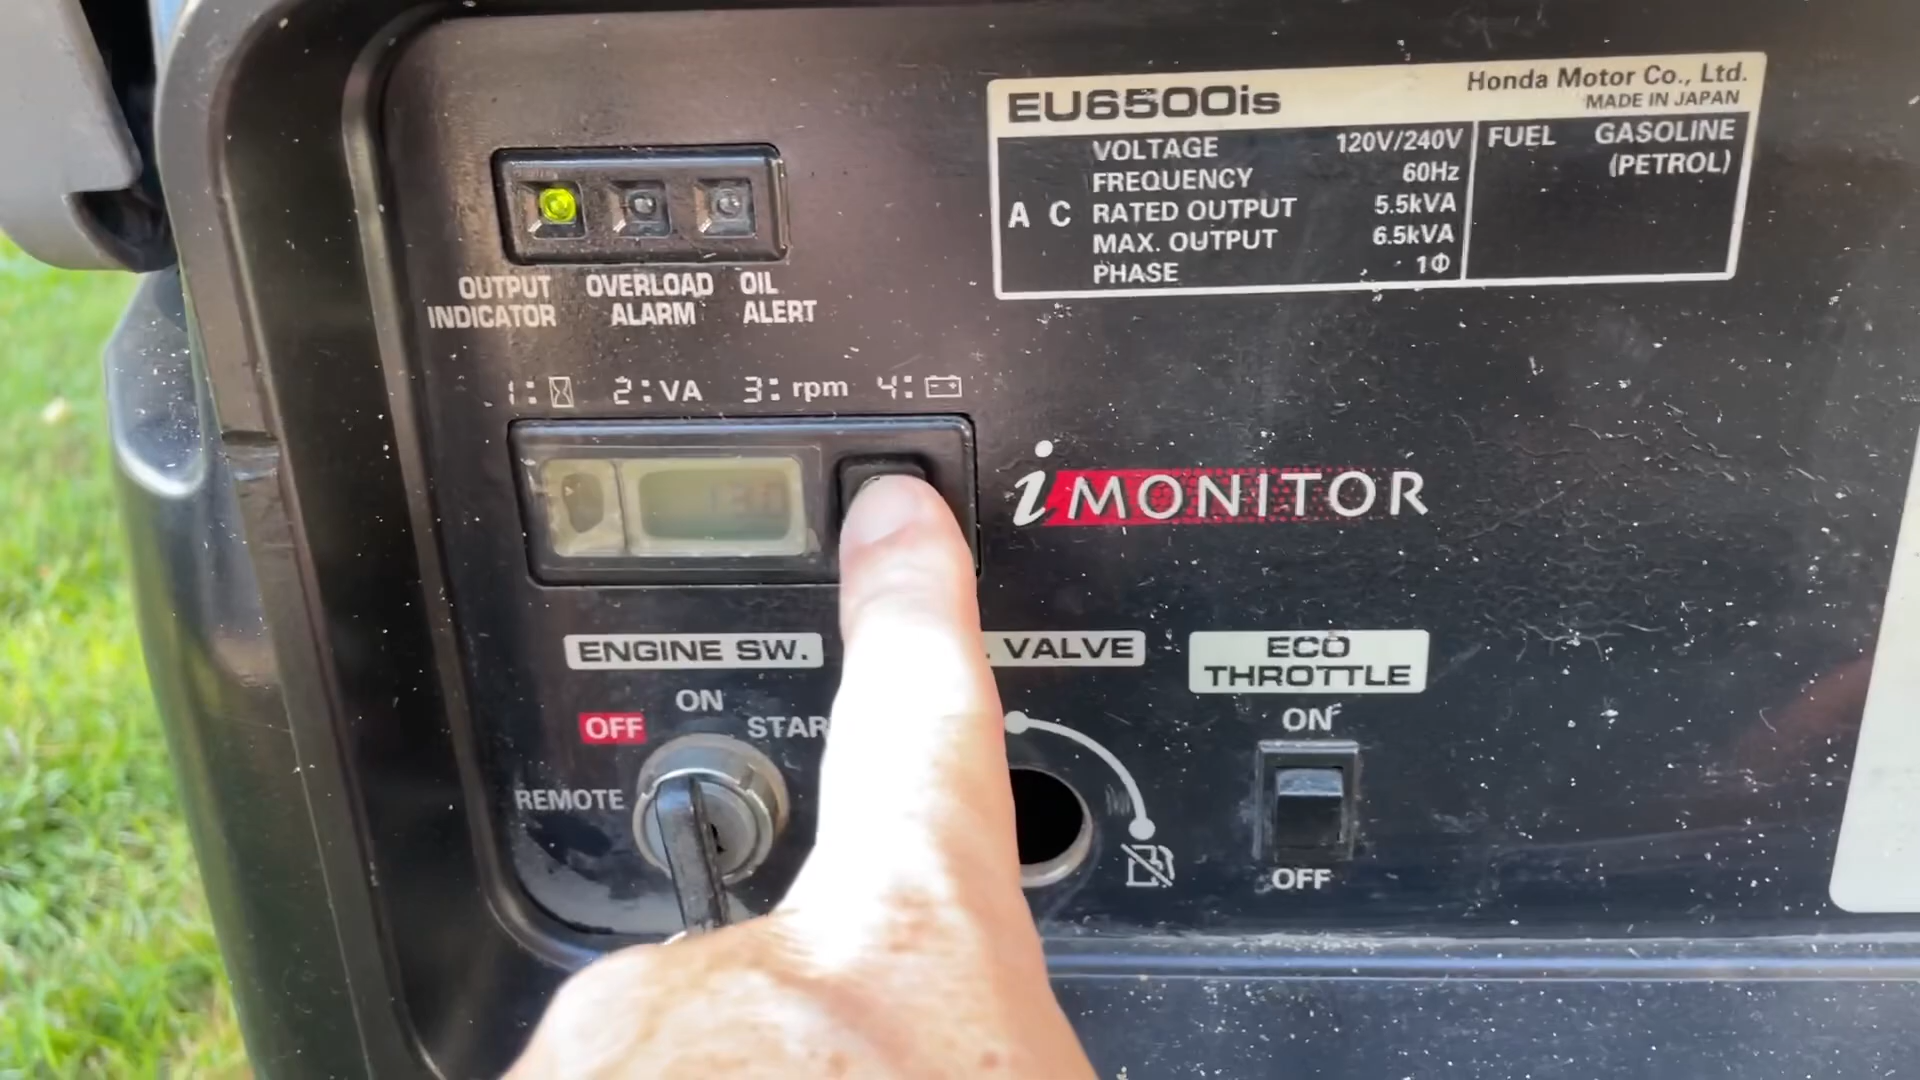 EU6500is
Honda Motor Co., Ltd.
MADE IN JAPAN
A C
VOLTAGE 120V/240V
FREQUENCY 60Hz
RATED OUTPUT 5.5kVA
MAX. OUTPUT 6.5kVA
PHASE 1Φ
FUEL GASOLINE
(PETROL)
OUTPUT INDICATOR
OVERLOAD ALARM
OIL ALERT
1: 2:VA 3: rpm 4:
i MONITOR
ENGINE SW.
VALVE
ECO
THROTTLE
ON
OFF
STAR
REMOTE
ON
OFF